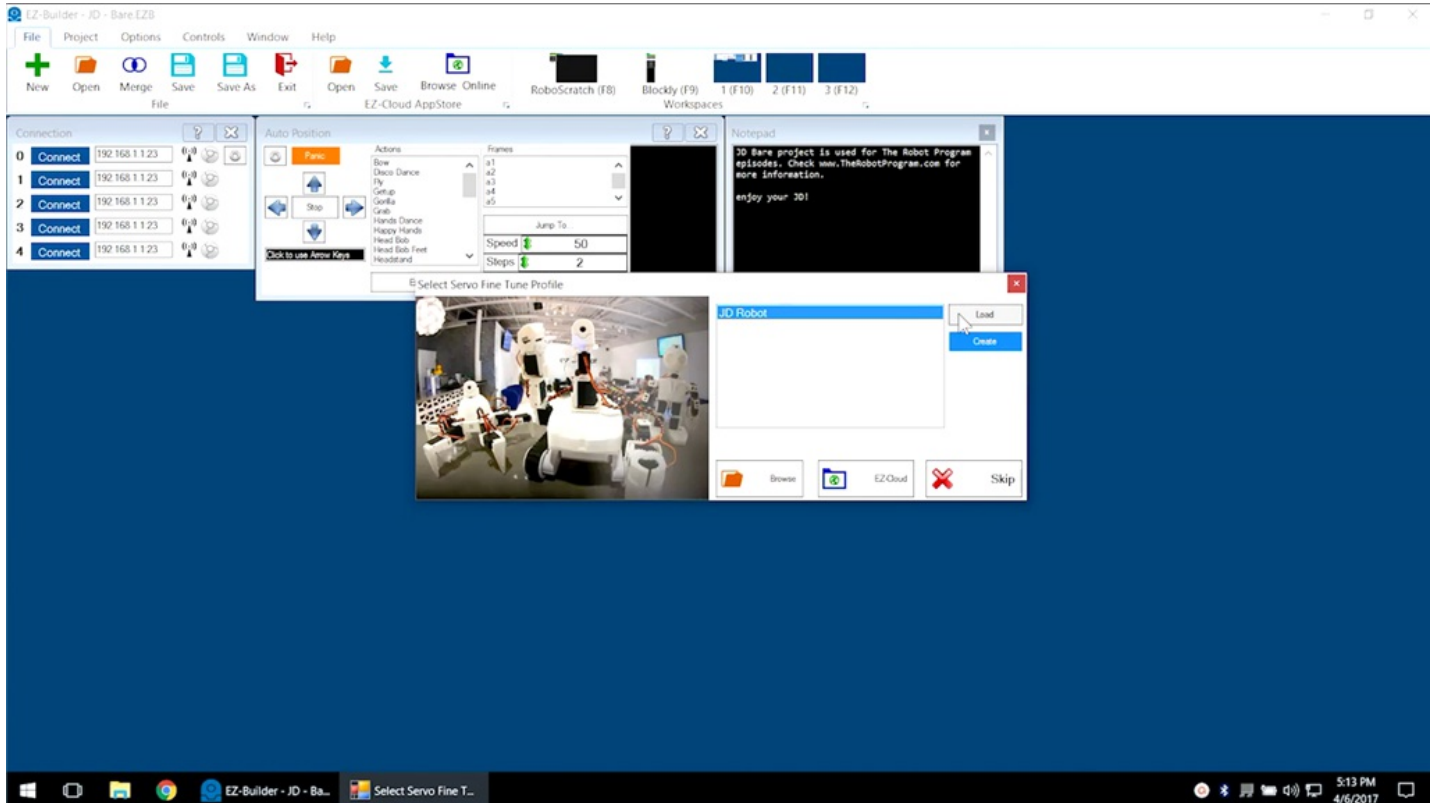 EZ-Builder - JD - Bare.EZB
File Project Options Controls Window Help
New Open Merge Save Save As Exit Open Save Browse Online RoboScratch (F8) Blockly (F9) 1 (F10) 2 (F11) 3 (F12)
File EZ-Cloud AppStore Workspaces
Connection
0 Connect 192.168.1.1:23
1 Connect 192.168.1.1:23
2 Connect 192.168.1.1:23
3 Connect 192.168.1.1:23
4 Connect 192.168.1.1:23
Auto Position
Panic
Stop
Click to use Arrow Keys
Actions
Bow
Disco Dance
Fly
Getup
Gorilla
Grab
Hands Dance
Happy Hands
Head Bob
Head Bob Feet
Headstand
Frames
a1
a2
a3
a4
a5
Jump To...
Speed 50
Steps 2
Notepad
JD Bare project is used for The Robot Program
episodes. Check www.TheRobotProgram.com for
more information.
enjoy your JD!
Select Servo Fine Tune Profile
JD Robot
Load
Create
Browse EZ-Cloud Skip
EZ-Builder - JD - Ba... Select Servo Fine T...
5:13 PM
4/6/2017